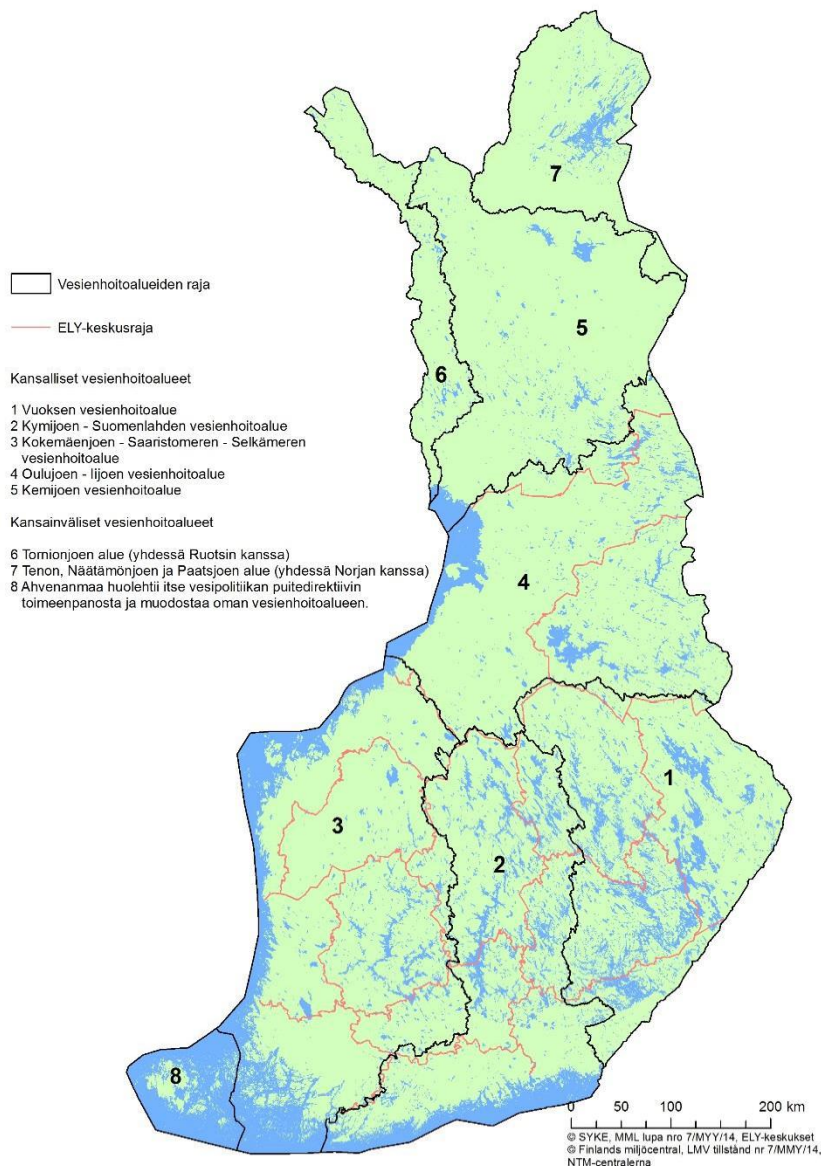 Vesienhoitoalueiden raja
ELY-keskusraja
Kansalliset vesienhoitoalueet
1 Vuoksen vesienhoitoalue
2 Kymijoen - Suomenlahden vesienhoitoalue
3 Kokemäenjoen - Saaristomeren - Selkämeren
vesienhoitoalue
4 Oulujoen - Iijoen vesienhoitoalue
5 Kemijoen vesienhoitoalue
Kansainväliset vesienhoitoalueet
6 Tornionjoen alue (yhdessä Ruotsin kanssa)
7 Tenon, Näätämönjoen ja Paatsjoen alue (yhdessä Norjan kanssa)
8 Ahvenanmaa huolehtii itse vesipolitiikan puitedirektiivin
toimeenpanosta ja muodostaa oman vesienhoitoalueen.
7
5
6
4
1
3
2
8
0 50 100 200 km
© SYKE, MML lupa nro 7/MYY/14, ELY-keskukset
© Finlands miljöcentral, LMV tillstånd nr 7/MMY/14,
NTM-centralerna